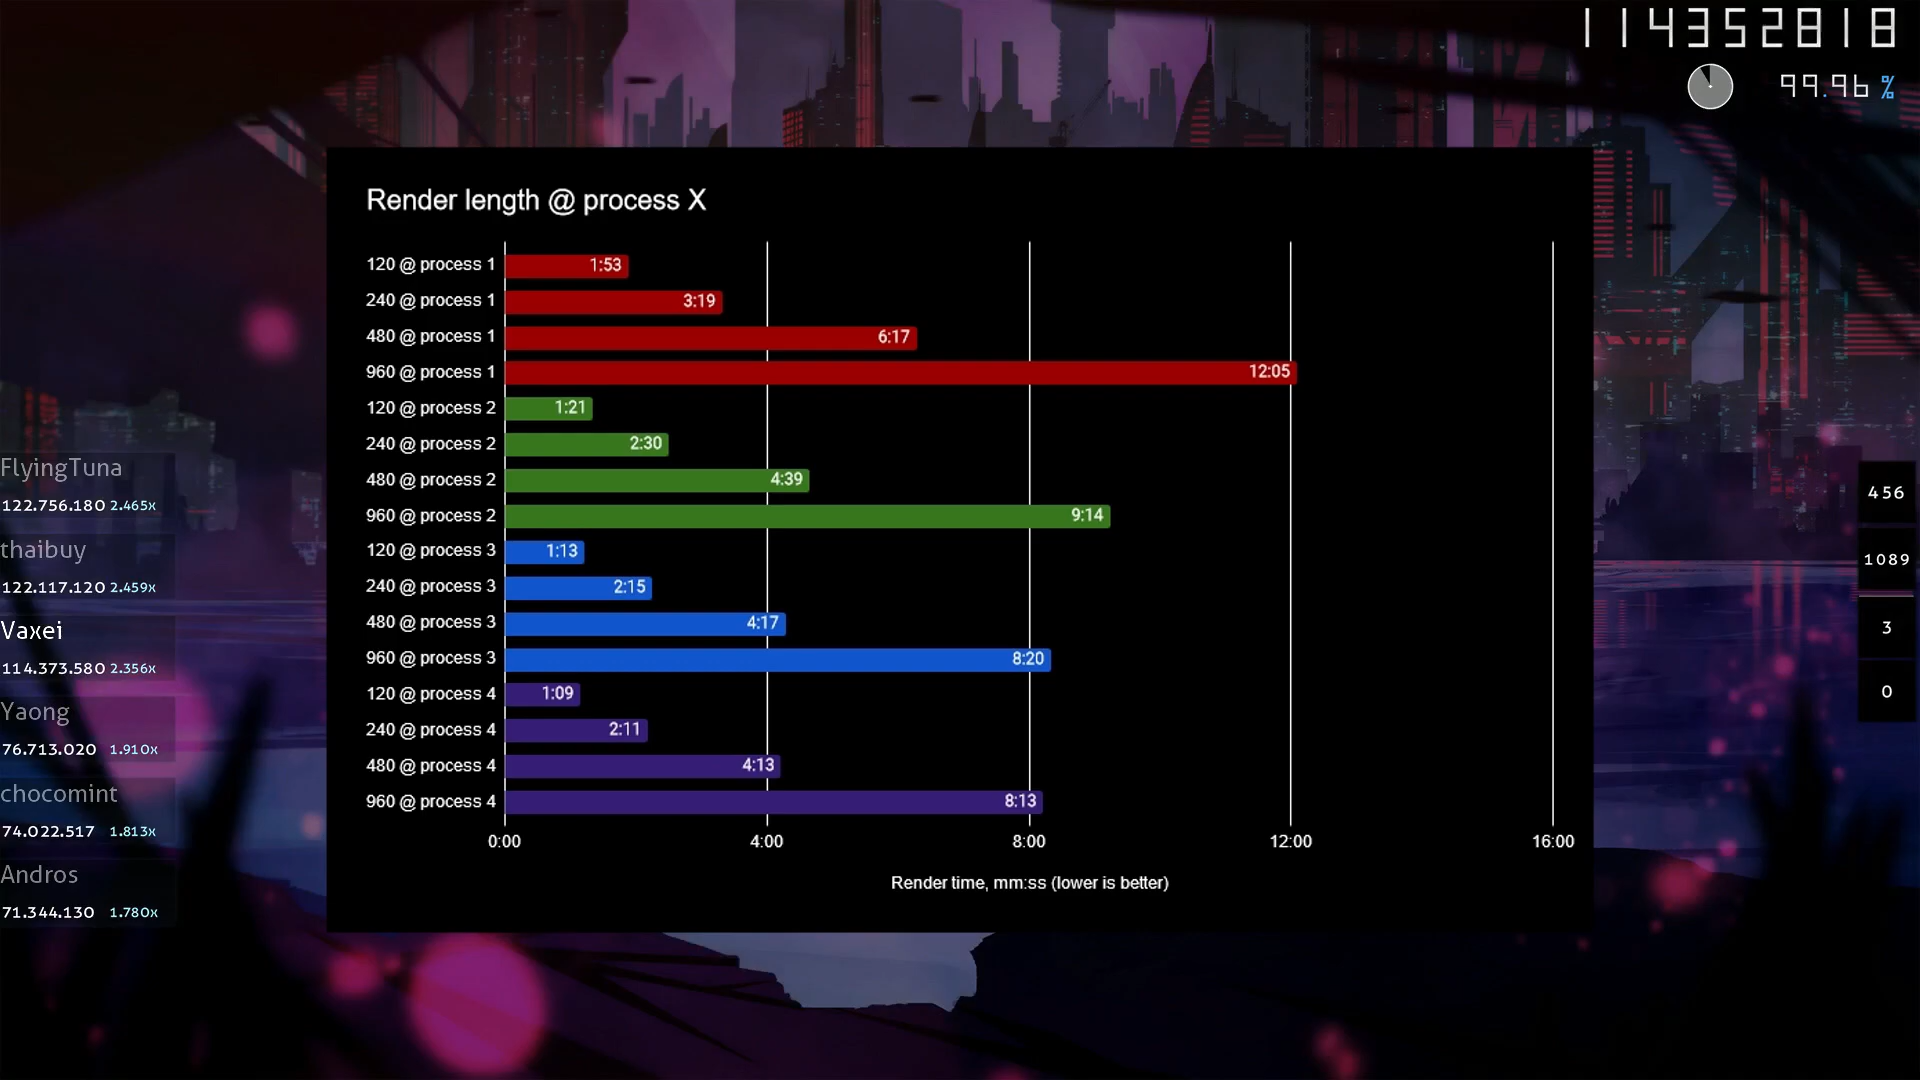 114352818
99.96 %
Render length @ process X
120 @ process 1 1:53
240 @ process 1 3:19
480 @ process 1 6:17
960 @ process 1 12:05
120 @ process 2 1:21
240 @ process 2 2:30
480 @ process 2 4:39
960 @ process 2 9:14
120 @ process 3 1:13
240 @ process 3 2:15
480 @ process 3 4:17
960 @ process 3 8:20
120 @ process 4 1:09
240 @ process 4 2:11
480 @ process 4 4:13
960 @ process 4 8:13
0:00 4:00 8:00 12:00 16:00
Render time, mm:ss (lower is better)
FlyingTuna
122.756.180 2.465x
thaibuy
122.117.120 2.459x
Vaxei
114.373.580 2.356x
Yaong
76.713.020 1.910x
chocomint
74.022.517 1.813x
Andros
71.344.130 1.780x
456
1089
3
0